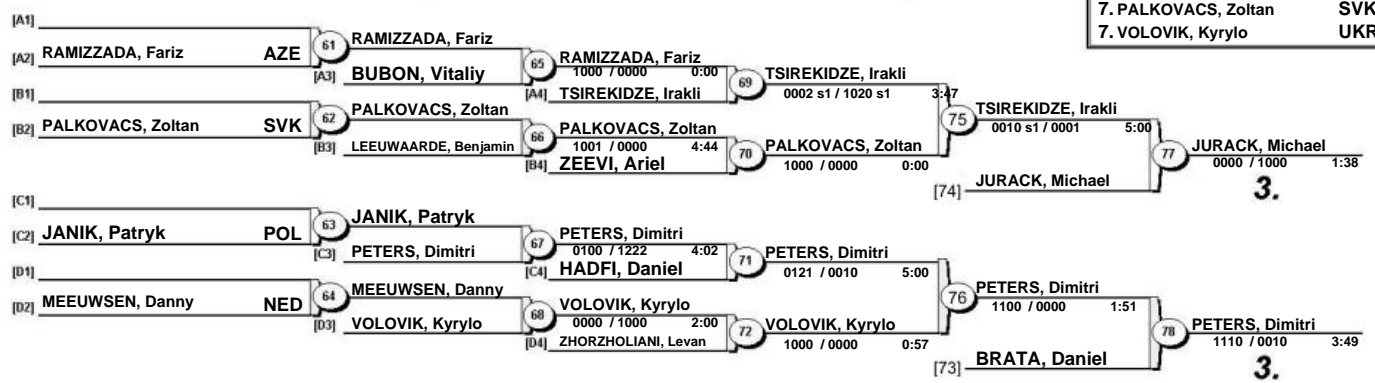 7. PALKOVACS, Zoltan SVK
7. VOLOVIK, Kyrylo UKR
[A1]
[A2] RAMIZZADA, Fariz AZE
61
RAMIZZADA, Fariz
[A3] BUBON, Vitaliy
65
RAMIZZADA, Fariz
1000 / 0000 0:00
[A4] TSIREKIDZE, Irakli
69
TSIREKIDZE, Irakli
0002 s1 / 1020 s1 3:47
[B1]
[B2] PALKOVACS, Zoltan SVK
62
PALKOVACS, Zoltan
[B3] LEEUWAARDE, Benjamin
66
PALKOVACS, Zoltan
1001 / 0000 4:44
[B4] ZEEVI, Ariel
70
PALKOVACS, Zoltan
1000 / 0000 0:00
75
TSIREKIDZE, Irakli
0010 s1 / 0001 5:00
[74] JURACK, Michael
77
JURACK, Michael
0000 / 1000 1:38
3.
[C1]
[C2] JANIK, Patryk POL
63
JANIK, Patryk
[C3] PETERS, Dimitri
67
PETERS, Dimitri
0100 / 1222 4:02
[C4] HADFI, Daniel
71
PETERS, Dimitri
0121 / 0010 5:00
[D1]
[D2] MEEUWSEN, Danny NED
64
MEEUWSEN, Danny
[D3] VOLOVIK, Kyrylo
68
VOLOVIK, Kyrylo
0000 / 1000 2:00
[D4] ZHORZHOLIANI, Levan
72
VOLOVIK, Kyrylo
1000 / 0000 0:57
76
PETERS, Dimitri
1100 / 0000 1:51
[73] BRATA, Daniel
78
PETERS, Dimitri
1110 / 0010 3:49
3.